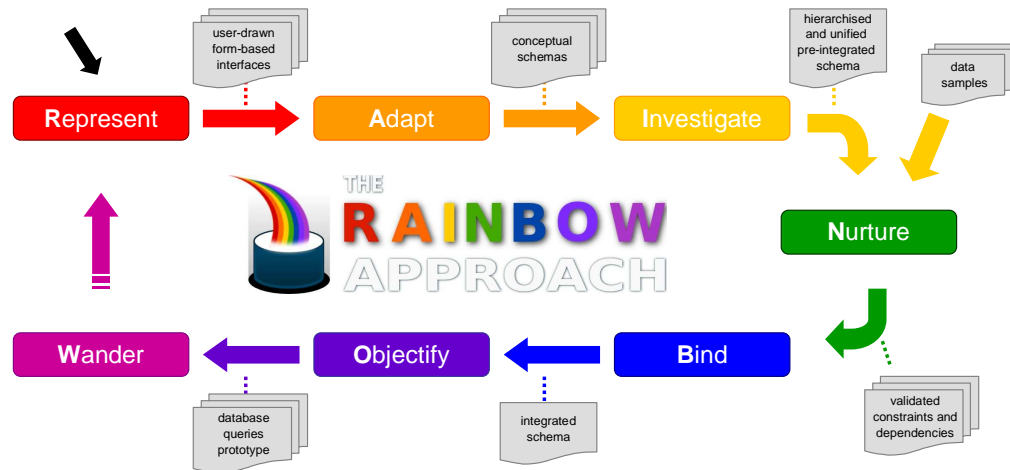 user-drawn
form-based
interfaces
conceptual
schemas
hierarchised
and unified
pre-integrated
schema
data
samples
Represent
Adapt
Investigate
THE
RAINBOW
APPROACH
Nurture
Wander
Objectify
Bind
database
queries
prototype
integrated
schema
validated
constraints and
dependencies